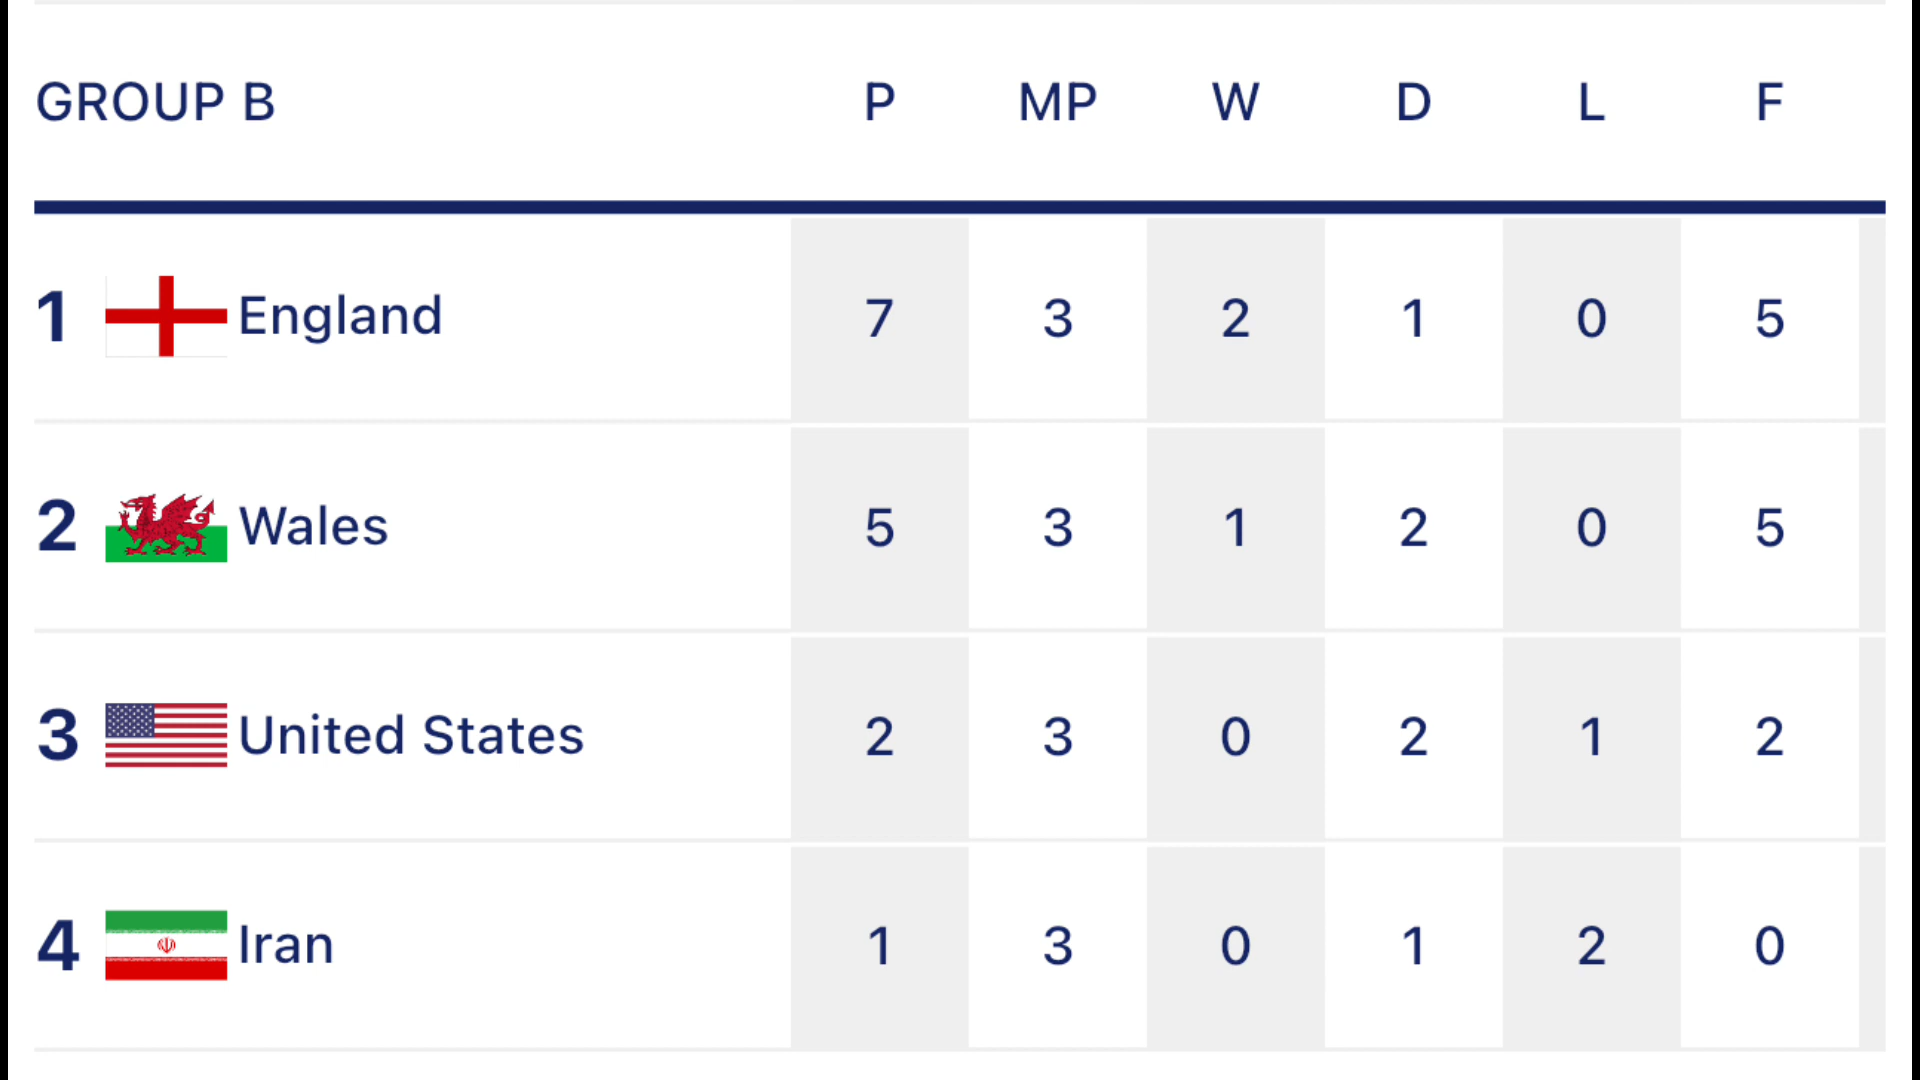 GROUP B P MP W D L F
1 England 7 3 2 1 0 5
2 Wales 5 3 1 2 0 5
3 United States 2 3 0 2 1 2
4 Iran 1 3 0 1 2 0